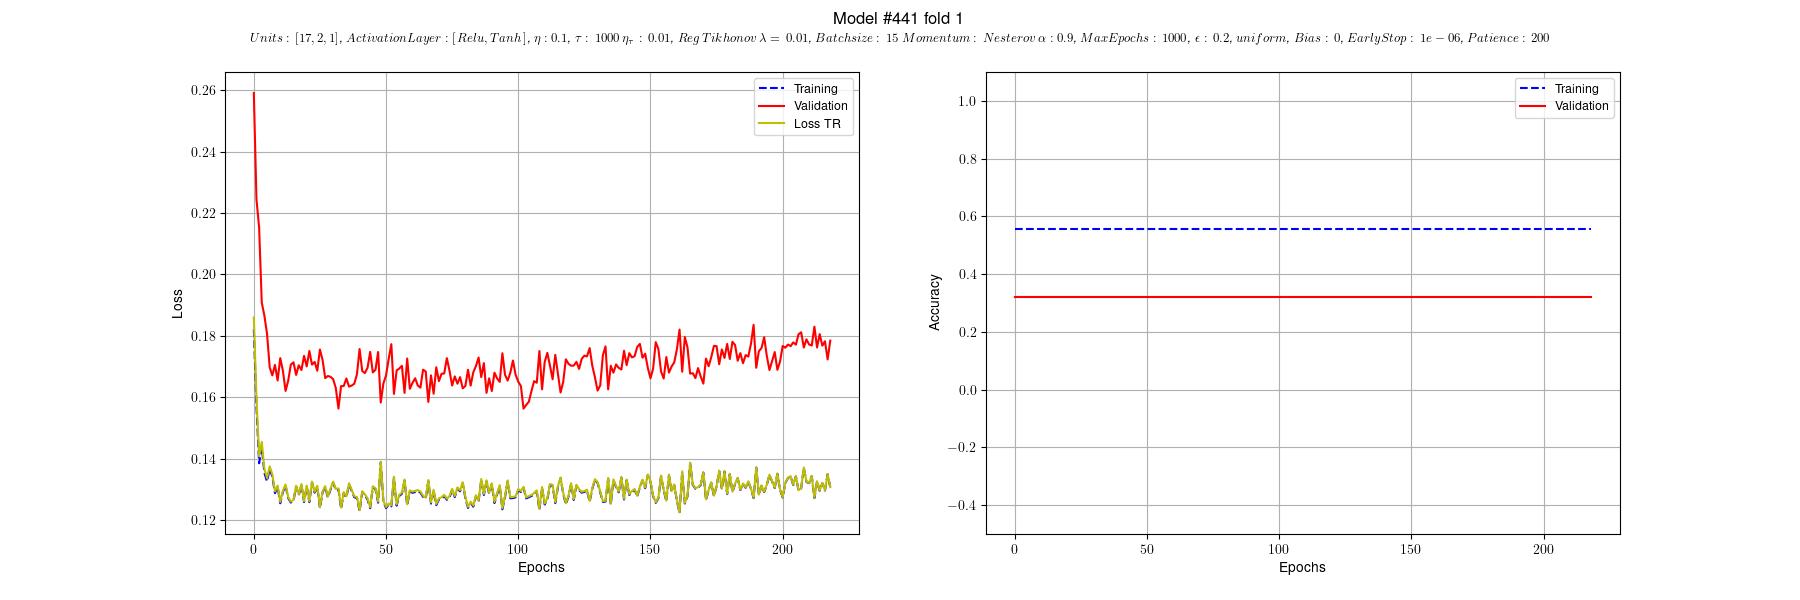 Model #441 fold 1
Units : [17, 2, 1], ActivationLayer : [Relu, Tanh], η : 0.1, τ : 1000 ητ : 0.01, Reg Tikhonov λ = 0.01, Batchsize : 15 Momentum : Nesterov α : 0.9, MaxEpochs : 1000, ϵ : 0.2, uniform, Bias : 0, EarlyStop : 1e − 06, Patience : 200
0.26
0.24
0.22
0.20
0.18
0.16
0.14
0.12
Loss
Training
Validation
Loss TR
0 50 100 150 200
Epochs
1.0
0.8
0.6
0.4
0.2
0.0
−0.2
−0.4
Accuracy
Training
Validation
0 50 100 150 200
Epochs